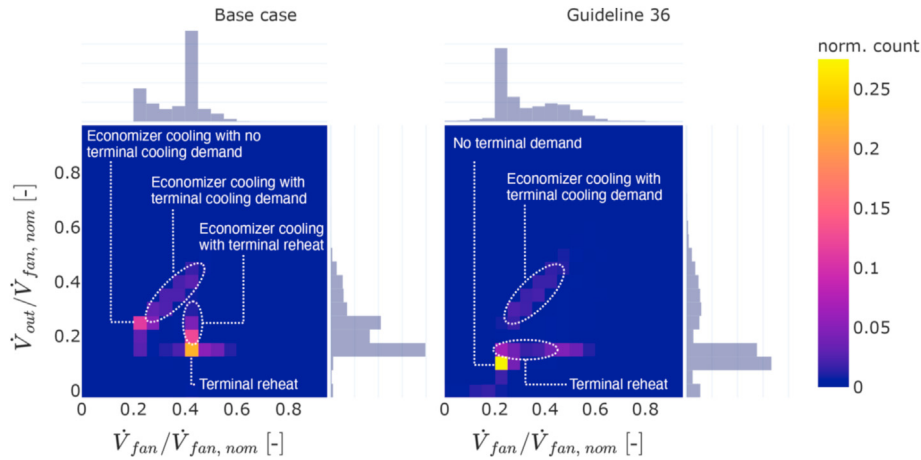 Base case
Guideline 36
norm. count
Economizer cooling with no
terminal cooling demand
Economizer cooling with
terminal cooling demand
Economizer cooling
with terminal reheat
Terminal reheat
No terminal demand
Economizer cooling with
terminal cooling demand
Terminal reheat
0.8
0.6
0.4
0.2
0
V̇out/V̇fan, nom [-]
0 0.2 0.4 0.6 0.8
0 0.2 0.4 0.6 0.8
V̇fan/V̇fan, nom [-]
V̇fan/V̇fan, nom [-]
0.25
0.2
0.15
0.1
0.05
0